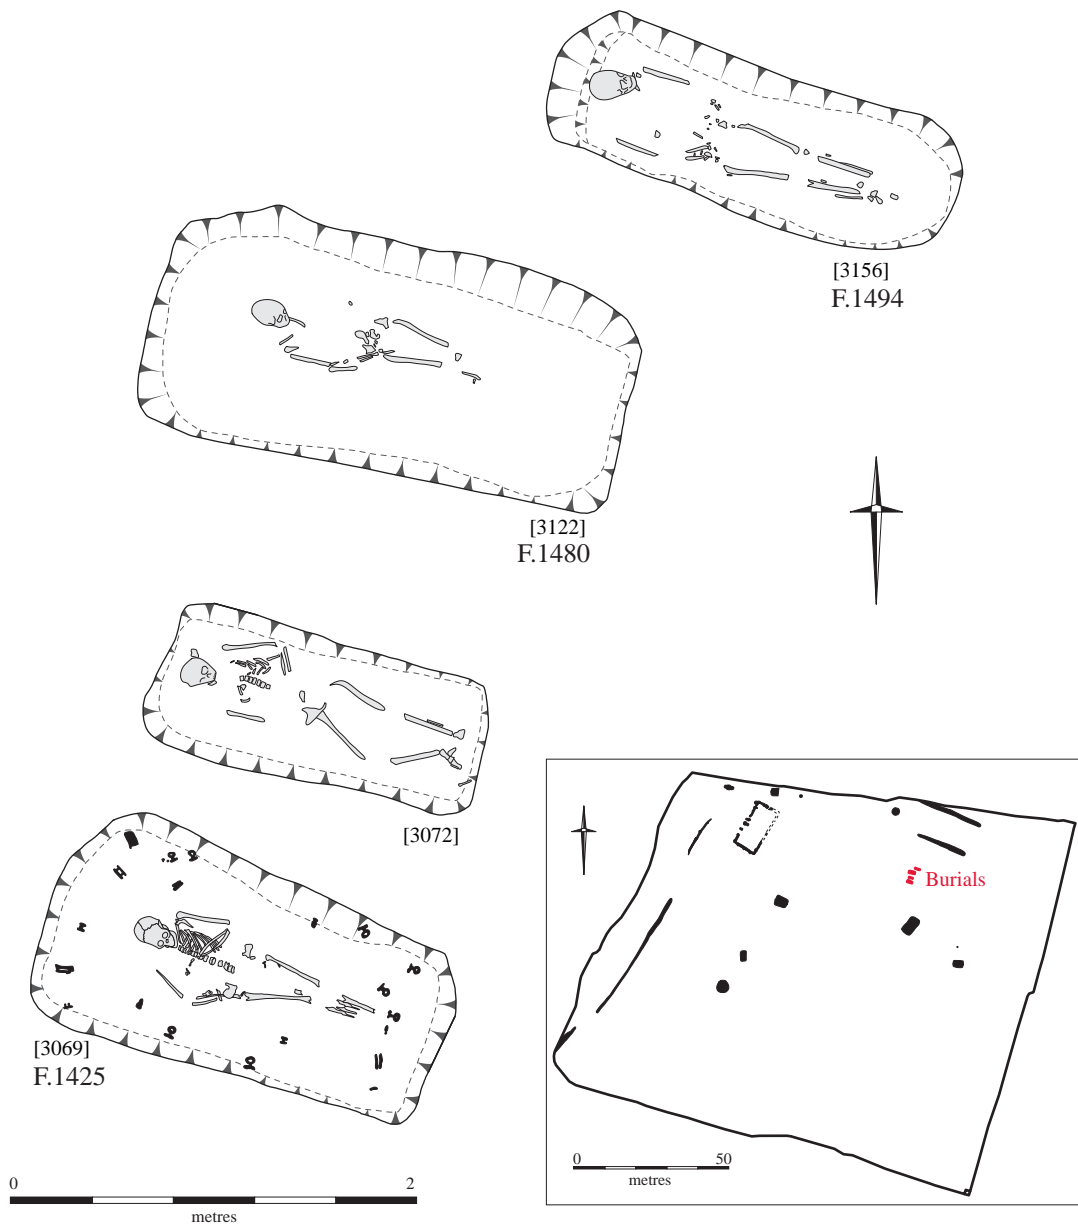 [3156]
F.1494
[3122]
F.1480
[3072]
[3069]
F.1425
0 2
metres
Burials
0 50
metres